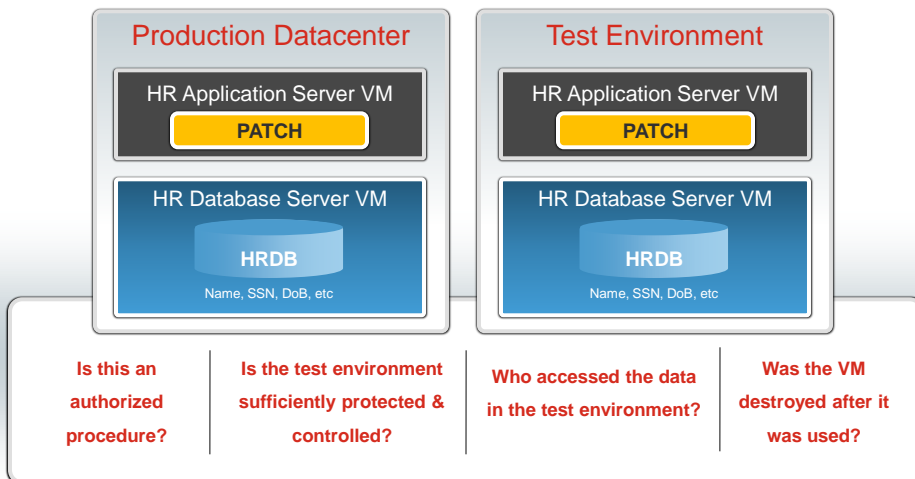 Production Datacenter
HR Application Server VM
PATCH
HR Database Server VM
HRDB
Name, SSN, DoB, etc
Test Environment
HR Application Server VM
PATCH
HR Database Server VM
HRDB
Name, SSN, DoB, etc
Is this an
authorized
procedure?
Is the test environment
sufficiently protected &
controlled?
Who accessed the data
in the test environment?
Was the VM
destroyed after it
was used?